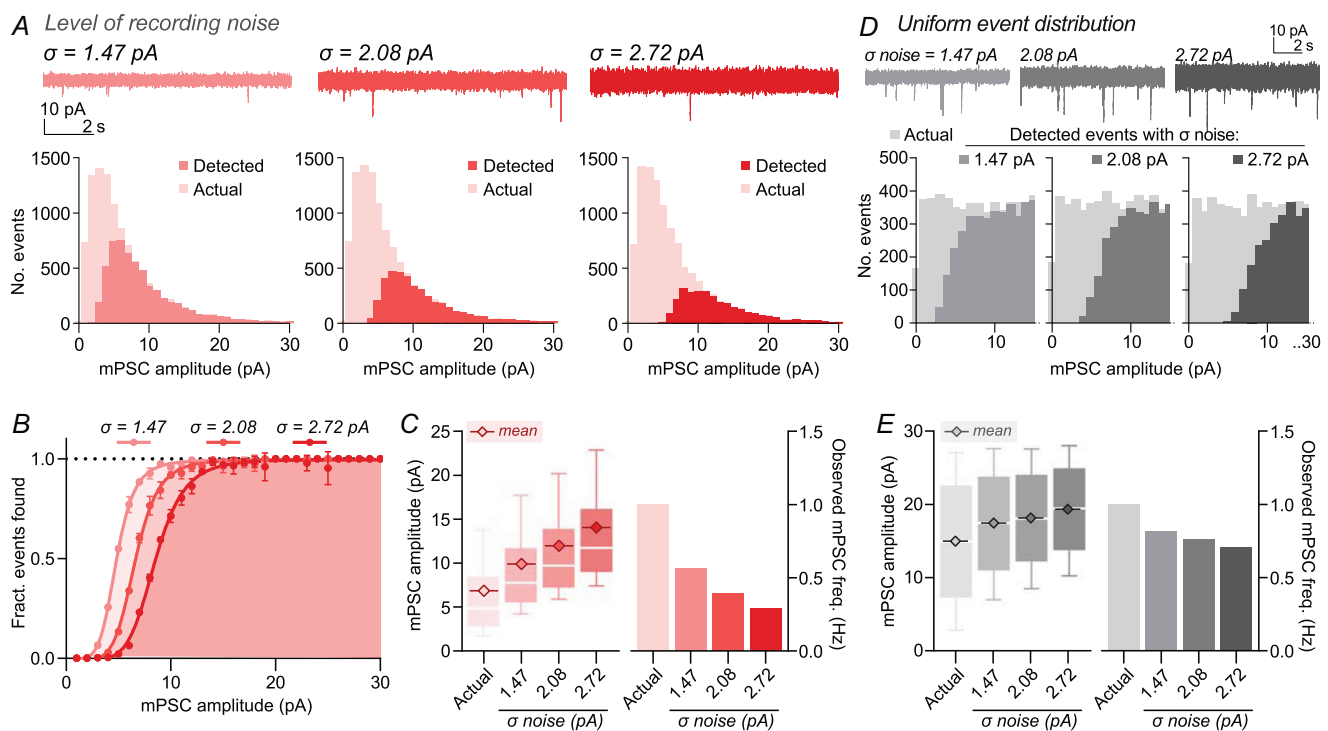 A Level of recording noise
σ = 1.47 pA
σ = 2.08 pA
σ = 2.72 pA
10 pA
2 s
1500
1000
500
0
No. events
Detected
Actual
0 10 20 30
mPSC amplitude (pA)
1500
1000
500
0
Detected
Actual
0 10 20 30
mPSC amplitude (pA)
1500
1000
500
0
Detected
Actual
0 10 20 30
mPSC amplitude (pA)
D Uniform event distribution
10 pA
2 s
σ noise = 1.47 pA
2.08 pA
2.72 pA
Actual
Detected events with σ noise:
1.47 pA
2.08 pA
2.72 pA
500
400
300
200
100
0
No. events
0 10
10
10 ..30
mPSC amplitude (pA)
B
σ = 1.47
σ = 2.08
σ = 2.72 pA
1.0
0.5
0.0
Fract. events found
0 10 20 30
mPSC amplitude (pA)
C
mean
25
20
15
10
5
0
mPSC amplitude (pA)
Actual
1.47
2.08
2.72
σ noise (pA)
Actual
1.47
2.08
2.72
σ noise (pA)
1.5
1.0
0.5
0.0
Observed mPSC freq. (Hz)
E
mean
30
20
10
0
mPSC amplitude (pA)
Actual
1.47
2.08
2.72
σ noise (pA)
Actual
1.47
2.08
2.72
σ noise (pA)
1.5
1.0
0.5
0.0
Observed mPSC freq. (Hz)